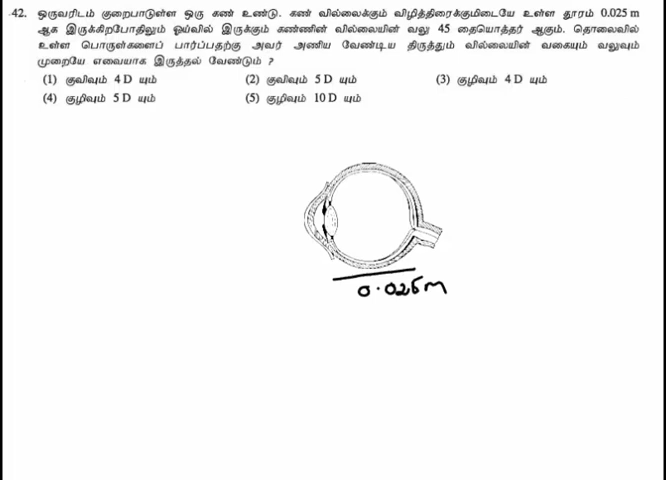 42. ஒருவரிடம் குறைபாடுள்ள ஒரு கண் உண்டு. கண் வில்லைக்கும் விழித்திரைக்குமிடையே உள்ள தூரம் 0.025 m
ஆக இருக்கிறபோதிலும் ஓய்வில் இருக்கும் கண்ணின் வில்லையின் வலு 45 தையொத்தர் ஆகும். தொலைவில்
உள்ள பொருள்களைப் பார்ப்பதற்கு அவர் அணிய வேண்டிய திருத்தும் வில்லையின் வகையும் வலுவும்
முறையே எவையாக இருத்தல் வேண்டும் ?
(1) குவிவும் 4 D யும் (2) குவிவும் 5 D யும் (3) குழிவும் 4 D யும்
(4) குழிவும் 5 D யும் (5) குழிவும் 10 D யும்
0.025m